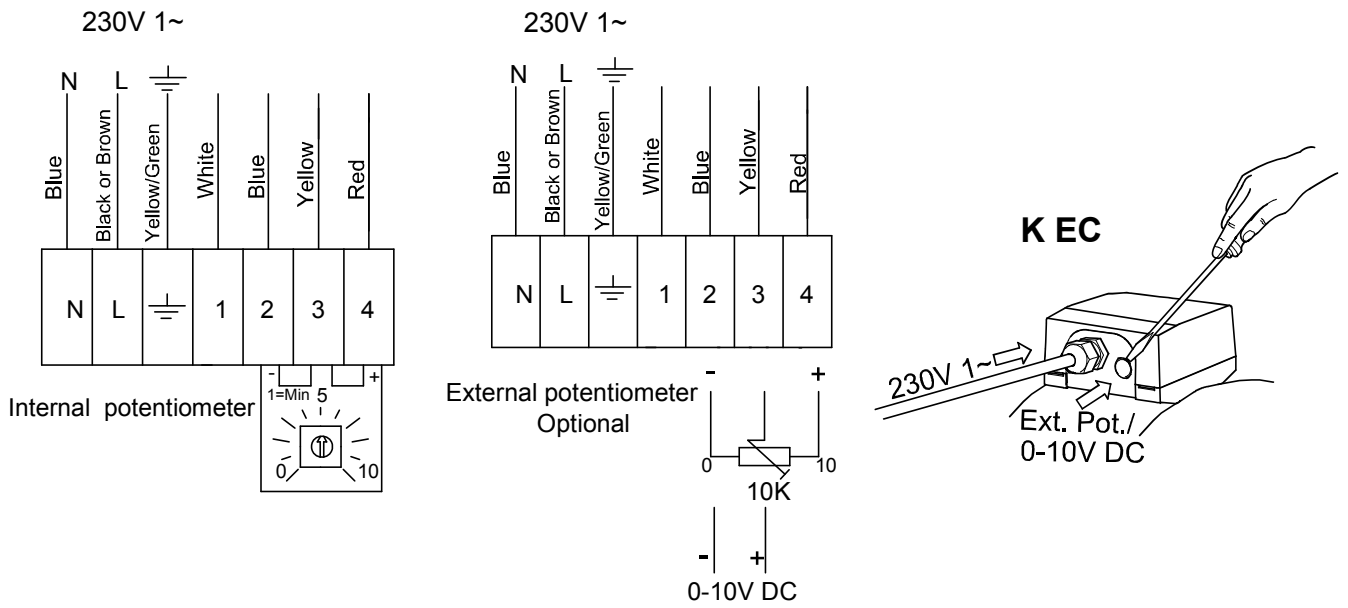 230V 1~
N L
Blue
Black or Brown
Yellow/Green
White
Blue
Yellow
Red
N L 1 2 3 4
- +
1=Min 5
0 10
Internal potentiometer
230V 1~
N L
Blue
Black or Brown
Yellow/Green
White
Blue
Yellow
Red
N L 1 2 3 4
- +
External potentiometer
Optional
0 10
10K
- +
0-10V DC
K EC
230V 1~
Ext. Pot./
0-10V DC